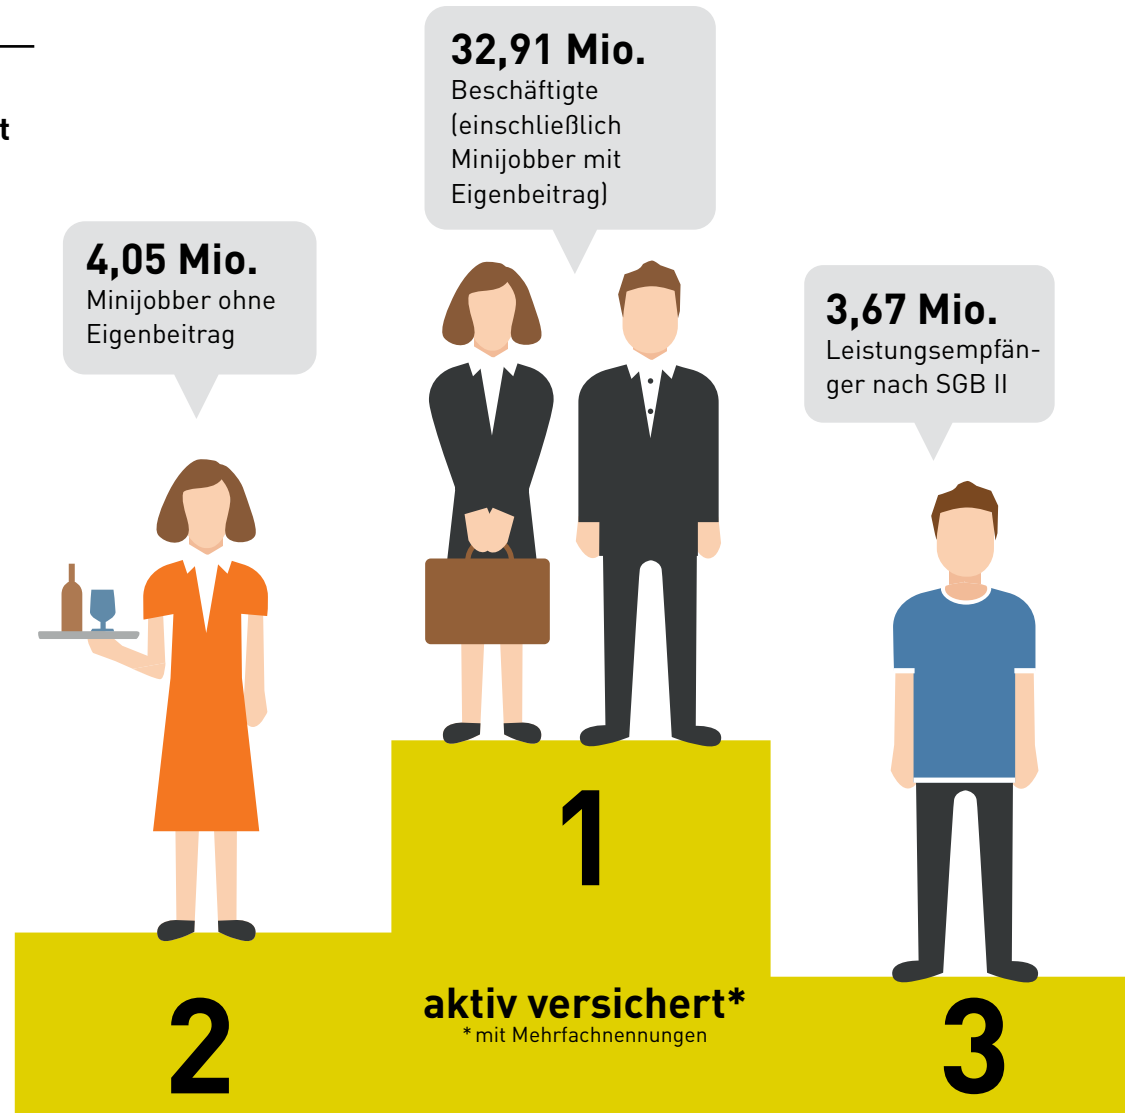 t
32,91 Mio.
Beschäftigte
(einschließlich
Minijobber mit
Eigenbeitrag)
4,05 Mio.
Minijobber ohne
Eigenbeitrag
3,67 Mio.
Leistungsempfän-
ger nach SGB II
1
aktiv versichert*
* mit Mehrfachnennungen
2
3